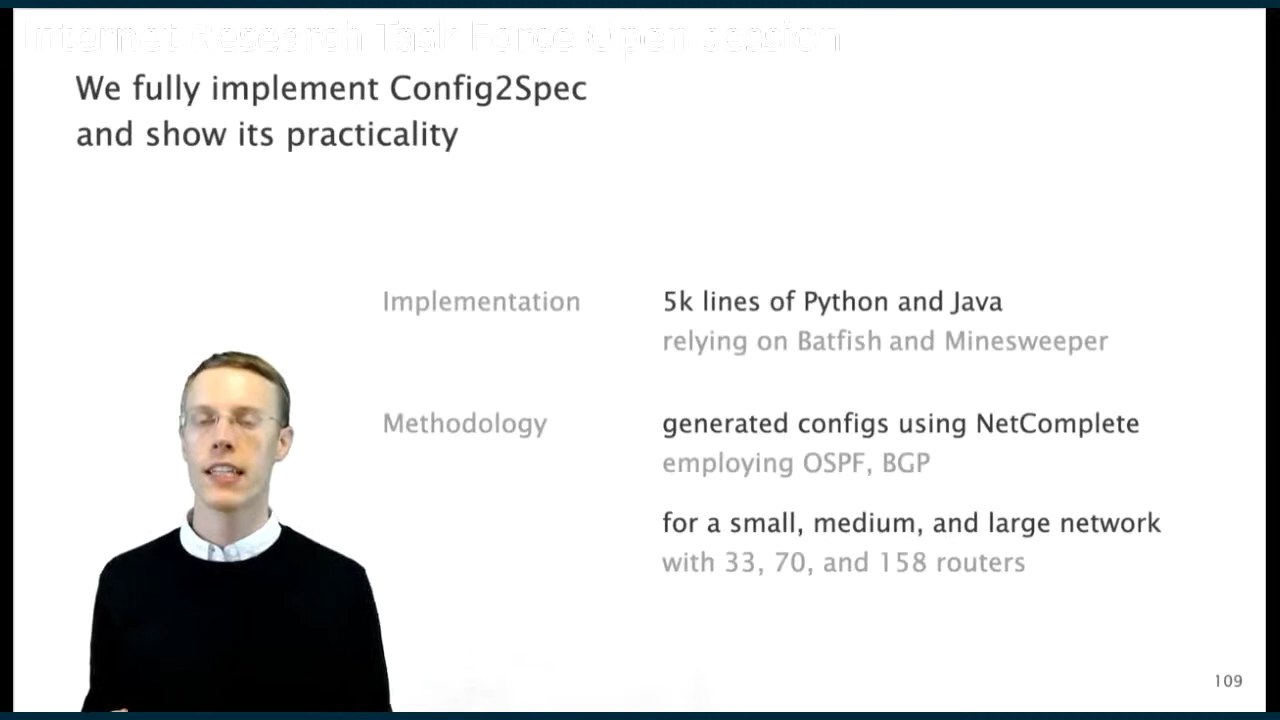 Internet Research Task Force Open session
We fully implement Config2Spec
and show its practicality
Implementation
5k lines of Python and Java
relying on Batfish and Minesweeper
Methodology
generated configs using NetComplete
employing OSPF, BGP
for a small, medium, and large network
with 33, 70, and 158 routers
109